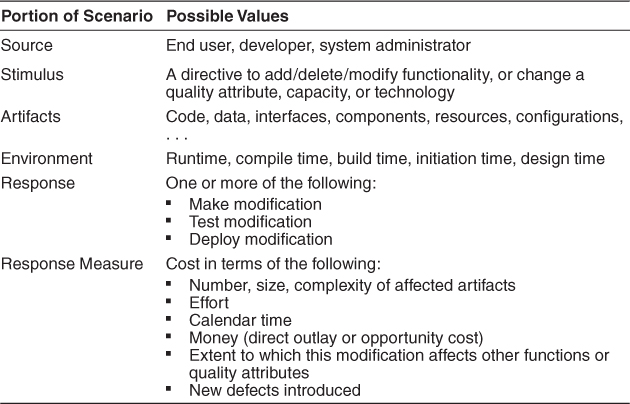 Portion of Scenario Possible Values
Source End user, developer, system administrator
Stimulus A directive to add/delete/modify functionality, or change a
quality attribute, capacity, or technology
Artifacts Code, data, interfaces, components, resources, configurations,
. . .
Environment Runtime, compile time, build time, initiation time, design time
Response One or more of the following:
▪ Make modification
▪ Test modification
▪ Deploy modification
Response Measure Cost in terms of the following:
▪ Number, size, complexity of affected artifacts
▪ Effort
▪ Calendar time
▪ Money (direct outlay or opportunity cost)
▪ Extent to which this modification affects other functions or
quality attributes
▪ New defects introduced